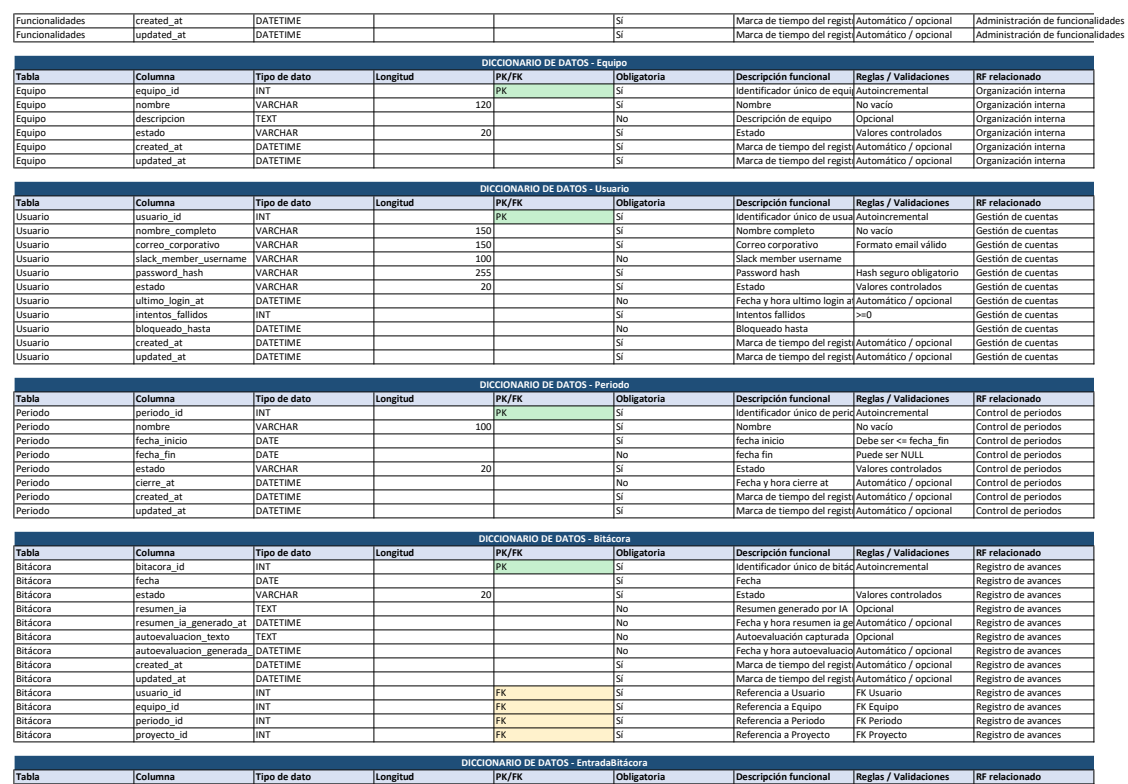 Funcionalidades created_at DATETIME Sí Marca de tiempo del regist Automático / opcional Administración de funcionalidades
Funcionalidades updated_at DATETIME Sí Marca de tiempo del regist Automático / opcional Administración de funcionalidades
DICCIONARIO DE DATOS - Equipo
Tabla Columna Tipo de dato Longitud PK/FK Obligatoria Descripción funcional Reglas / Validaciones RF relacionado
Equipo equipo_id INT PK Sí Identificador único de equi Autoincremental Organización interna
Equipo nombre VARCHAR 120 Sí Nombre No vacío Organización interna
Equipo descripcion TEXT No Descripción de equipo Opcional Organización interna
Equipo estado VARCHAR 20 Sí Estado Valores controlados Organización interna
Equipo created_at DATETIME Sí Marca de tiempo del regist Automático / opcional Organización interna
Equipo updated_at DATETIME Sí Marca de tiempo del regist Automático / opcional Organización interna
DICCIONARIO DE DATOS - Usuario
Tabla Columna Tipo de dato Longitud PK/FK Obligatoria Descripción funcional Reglas / Validaciones RF relacionado
Usuario usuario_id INT PK Sí Identificador único de usua Autoincremental Gestión de cuentas
Usuario nombre_completo VARCHAR 150 Sí Nombre completo No vacío Gestión de cuentas
Usuario correo_corporativo VARCHAR 150 Sí Correo corporativo Formato email válido Gestión de cuentas
Usuario slack_member_username VARCHAR 100 No Slack member username Gestión de cuentas
Usuario password_hash VARCHAR 255 Sí Password hash Hash seguro obligatorio Gestión de cuentas
Usuario estado VARCHAR 20 Sí Estado Valores controlados Gestión de cuentas
Usuario ultimo_login_at DATETIME No Fecha y hora ultimo login a Automático / opcional Gestión de cuentas
Usuario intentos_fallidos INT Sí Intentos fallidos >=0 Gestión de cuentas
Usuario bloqueado_hasta DATETIME No Bloqueado hasta Gestión de cuentas
Usuario created_at DATETIME Sí Marca de tiempo del regist Automático / opcional Gestión de cuentas
Usuario updated_at DATETIME Sí Marca de tiempo del regist Automático / opcional Gestión de cuentas
DICCIONARIO DE DATOS - Periodo
Tabla Columna Tipo de dato Longitud PK/FK Obligatoria Descripción funcional Reglas / Validaciones RF relacionado
Periodo periodo_id INT PK Sí Identificador único de perio Autoincremental Control de periodos
Periodo nombre VARCHAR 100 Sí Nombre No vacío Control de periodos
Periodo fecha_inicio DATE Sí fecha inicio Debe ser <= fecha_fin Control de periodos
Periodo fecha_fin DATE No fecha fin Puede ser NULL Control de periodos
Periodo estado VARCHAR 20 Sí Estado Valores controlados Control de periodos
Periodo cierre_at DATETIME No Fecha y hora cierre at Automático / opcional Control de periodos
Periodo created_at DATETIME Sí Marca de tiempo del regist Automático / opcional Control de periodos
Periodo updated_at DATETIME Sí Marca de tiempo del regist Automático / opcional Control de periodos
DICCIONARIO DE DATOS - Bitácora
Tabla Columna Tipo de dato Longitud PK/FK Obligatoria Descripción funcional Reglas / Validaciones RF relacionado
Bitácora bitacora_id INT PK Sí Identificador único de bitác Autoincremental Registro de avances
Bitácora fecha DATE Sí Fecha Registro de avances
Bitácora estado VARCHAR 20 Sí Estado Valores controlados Registro de avances
Bitácora resumen_ia TEXT No Resumen generado por IA Opcional Registro de avances
Bitácora resumen_ia_generado_at DATETIME No Fecha y hora resumen ia ge Automático / opcional Registro de avances
Bitácora autoevaluacion_texto TEXT No Autoevaluación capturada Opcional Registro de avances
Bitácora autoevaluacion_generada_ DATETIME No Fecha y hora autoevaluacio Automático / opcional Registro de avances
Bitácora created_at DATETIME Sí Marca de tiempo del regist Automático / opcional Registro de avances
Bitácora updated_at DATETIME Sí Marca de tiempo del regist Automático / opcional Registro de avances
Bitácora usuario_id INT FK Sí Referencia a Usuario FK Usuario Registro de avances
Bitácora equipo_id INT FK Sí Referencia a Equipo FK Equipo Registro de avances
Bitácora periodo_id INT FK Sí Referencia a Periodo FK Periodo Registro de avances
Bitácora proyecto_id INT FK Sí Referencia a Proyecto FK Proyecto Registro de avances
DICCIONARIO DE DATOS - EntradaBitácora
Tabla Columna Tipo de dato Longitud PK/FK Obligatoria Descripción funcional Reglas / Validaciones RF relacionado